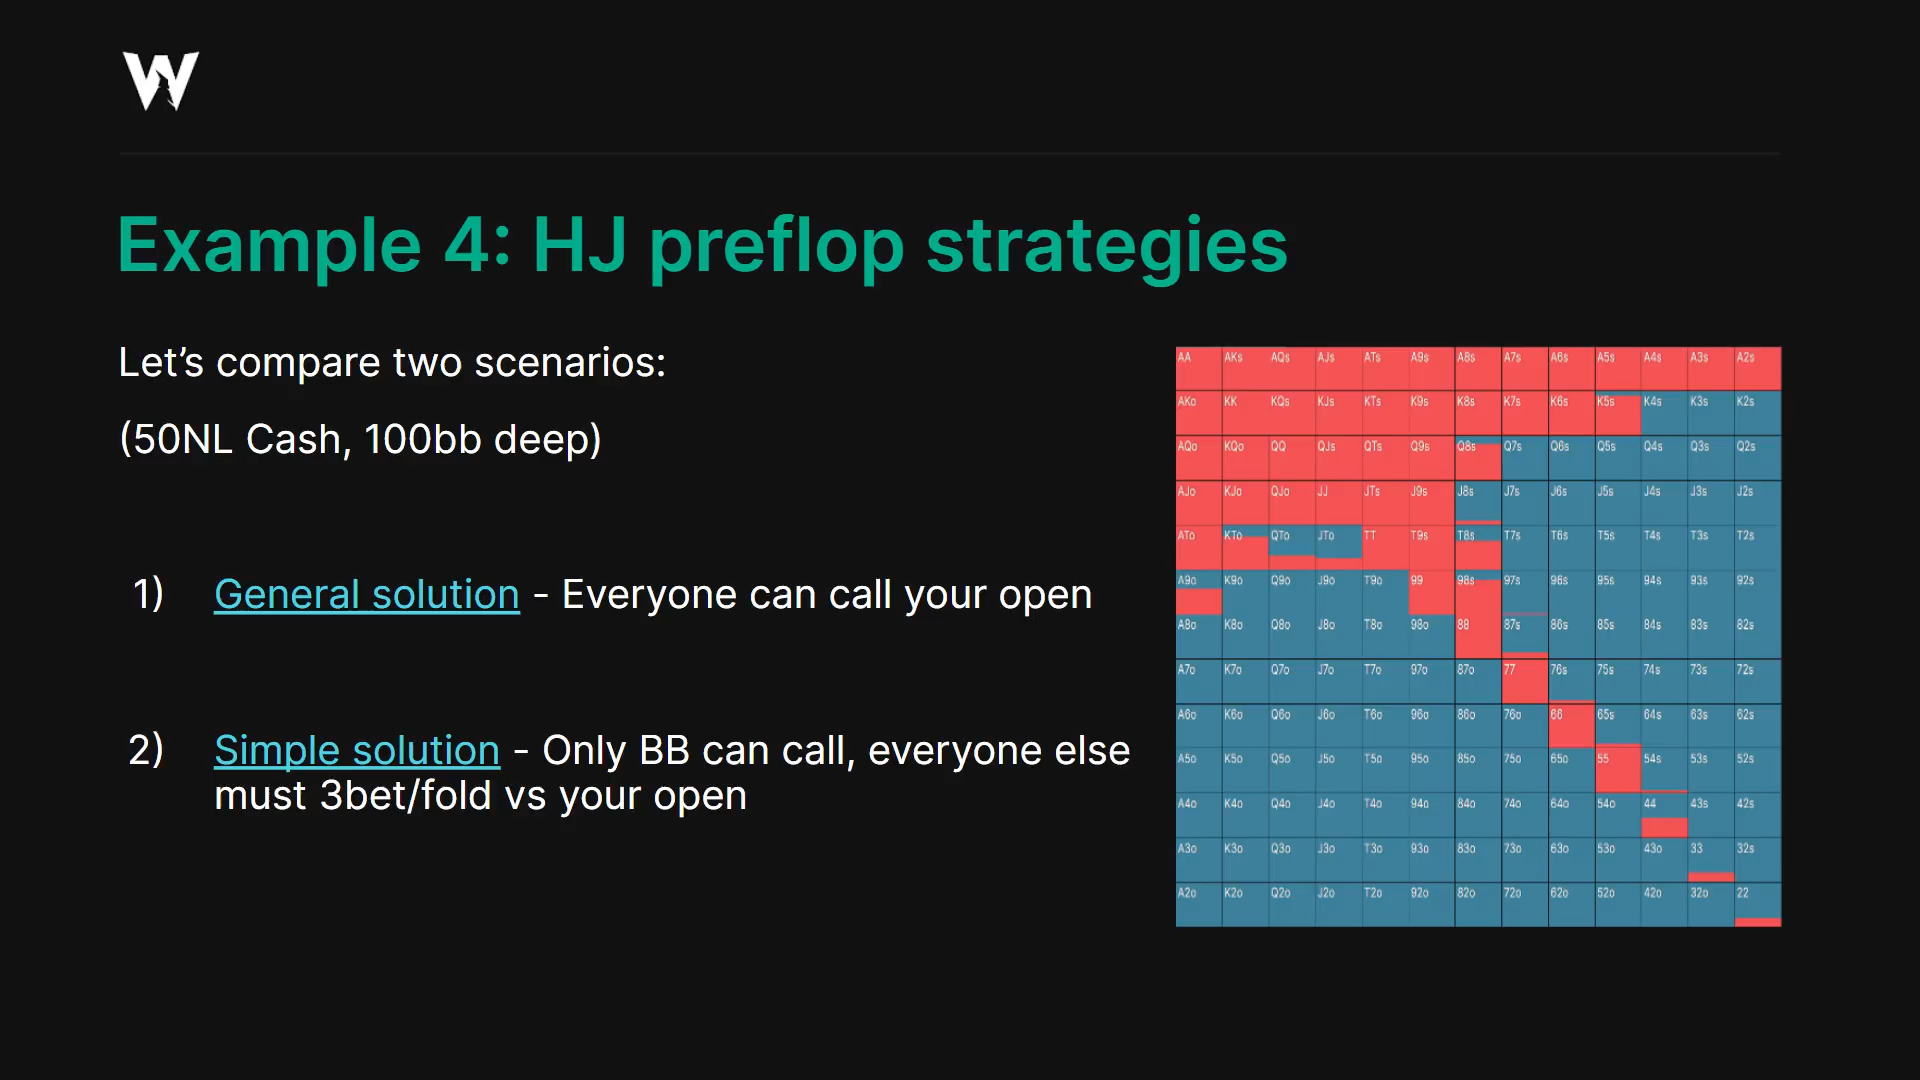 W
Example 4: HJ preflop strategies
Let’s compare two scenarios:
(50NL Cash, 100bb deep)
1) General solution - Everyone can call your open
2) Simple solution - Only BB can call, everyone else
must 3bet/fold vs your open
AA AKs AQs AJs ATs A9s A8s A7s A6s A5s A4s A3s A2s
AKo KK KQs KJs KTs K9s K8s K7s K6s K5s K4s K3s K2s
AQo KQo QQ QJs QTs Q9s Q8s Q7s Q6s Q5s Q4s Q3s Q2s
AJo KJo QJo JJ JTs J9s J8s J7s J6s J5s J4s J3s J2s
ATo KTo QTo JTo TT T9s T8s T7s T6s T5s T4s T3s T2s
A9o K9o Q9o J9o T9o 99 98s 97s 96s 95s 94s 93s 92s
A8o K8o Q8o J8o T8o 98o 88 87s 86s 85s 84s 83s 82s
A7o K7o Q7o J7o T7o 97o 87o 77 76s 75s 74s 73s 72s
A6o K6o Q6o J6o T6o 96o 86o 76o 66 65s 64s 63s 62s
A5o K5o Q5o J5o T5o 95o 85o 75o 65o 55 54s 53s 52s
A4o K4o Q4o J4o T4o 94o 84o 74o 64o 54o 44 43s 42s
A3o K3o Q3o J3o T3o 93o 83o 73o 63o 53o 43o 33 32s
A2o K2o Q2o J2o T2o 92o 82o 72o 62o 52o 42o 32o 22